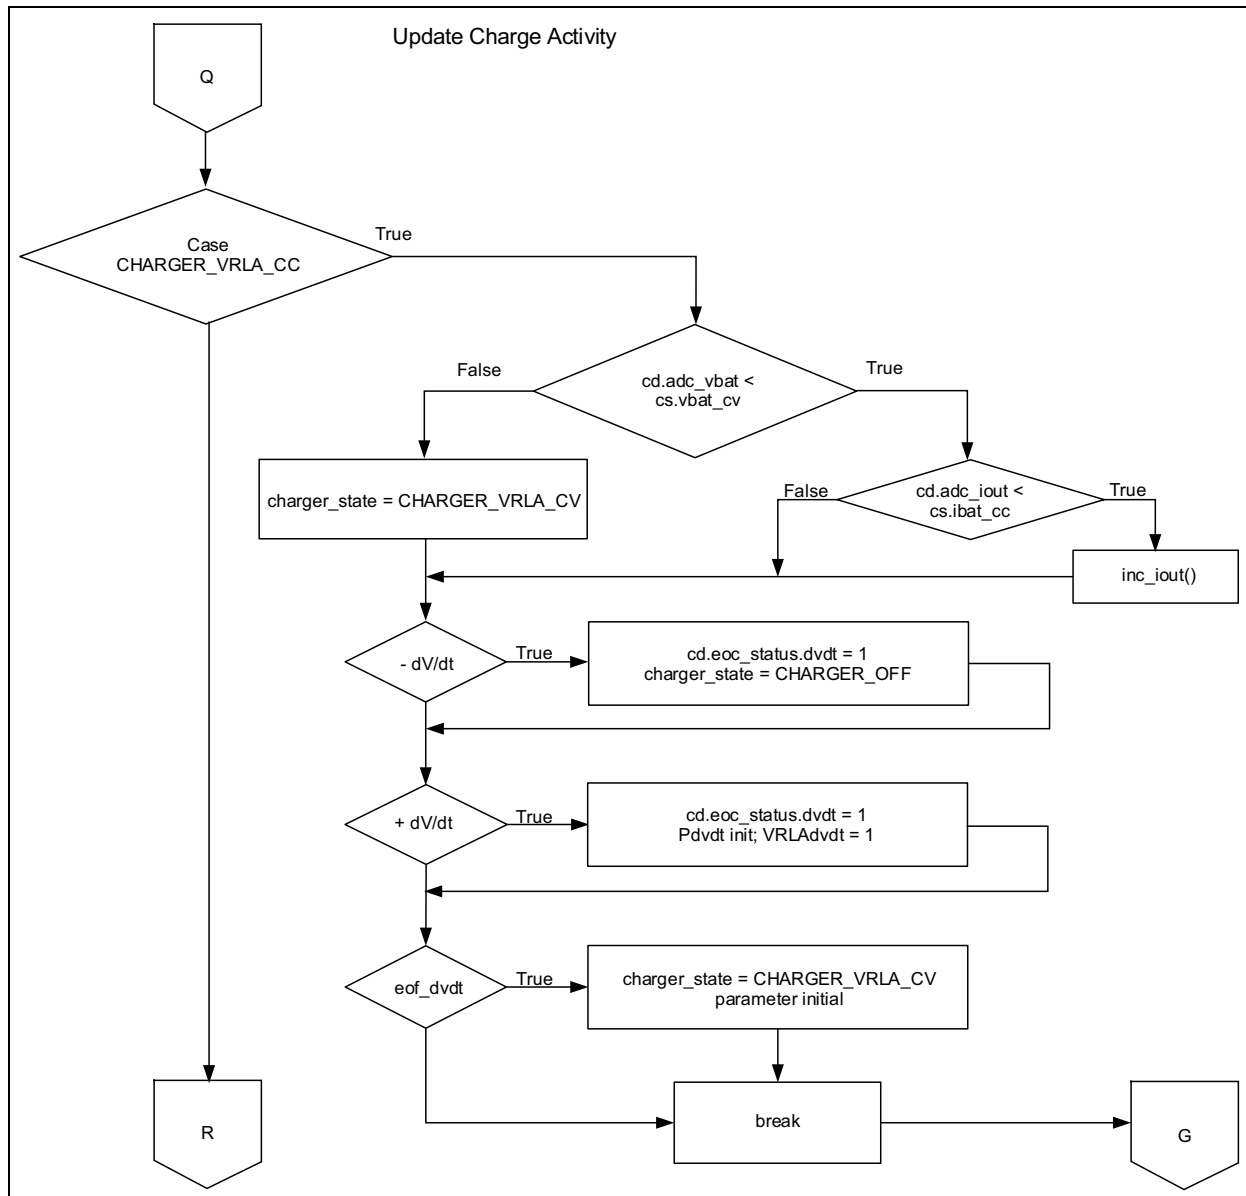 Update Charge Activity
Q
Case
CHARGER_VRLA_CC
True
cd.adc_vbat <
cs.vbat_cv
False
True
charger_state = CHARGER_VRLA_CV
cd.adc_iout <
cs.ibat_cc
False
True
inc_iout()
- dV/dt
True
cd.eoc_status.dvdt = 1
charger_state = CHARGER_OFF
+ dV/dt
True
cd.eoc_status.dvdt = 1
Pdvdt init; VRLAdvdt = 1
eof_dvdt
True
charger_state = CHARGER_VRLA_CV
parameter initial
break
R
G